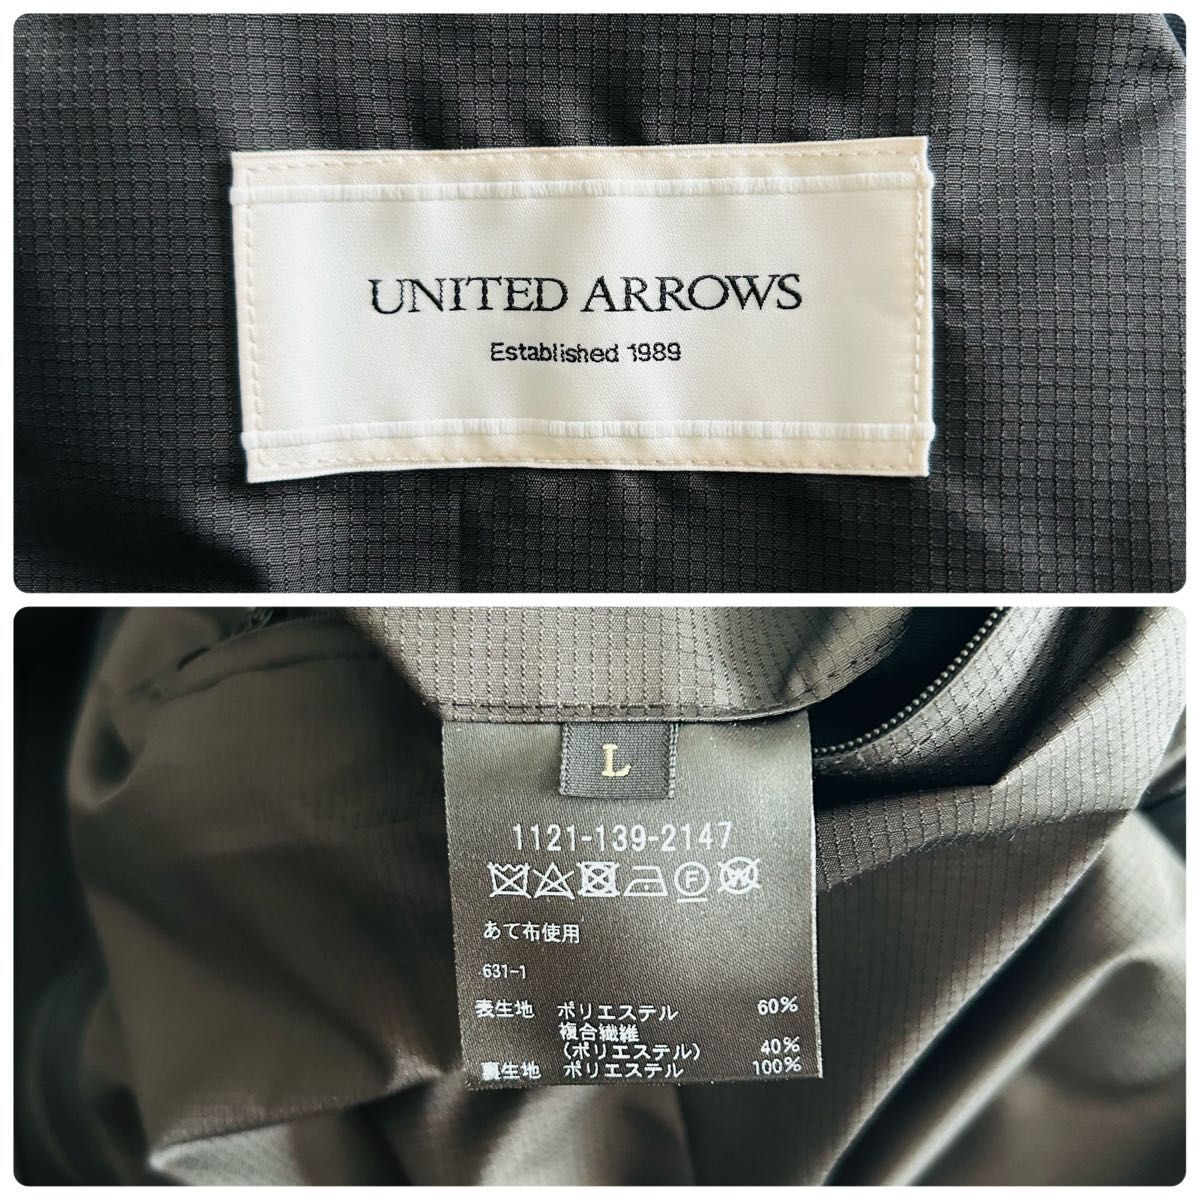 UNITED ARROWS
Established 1989
L
1121-139-2147
あて布使用
631-1
表生地 ポリエステル 60%
複合繊維
(ポリエステル) 40%
裏生地 ポリエステル 100%